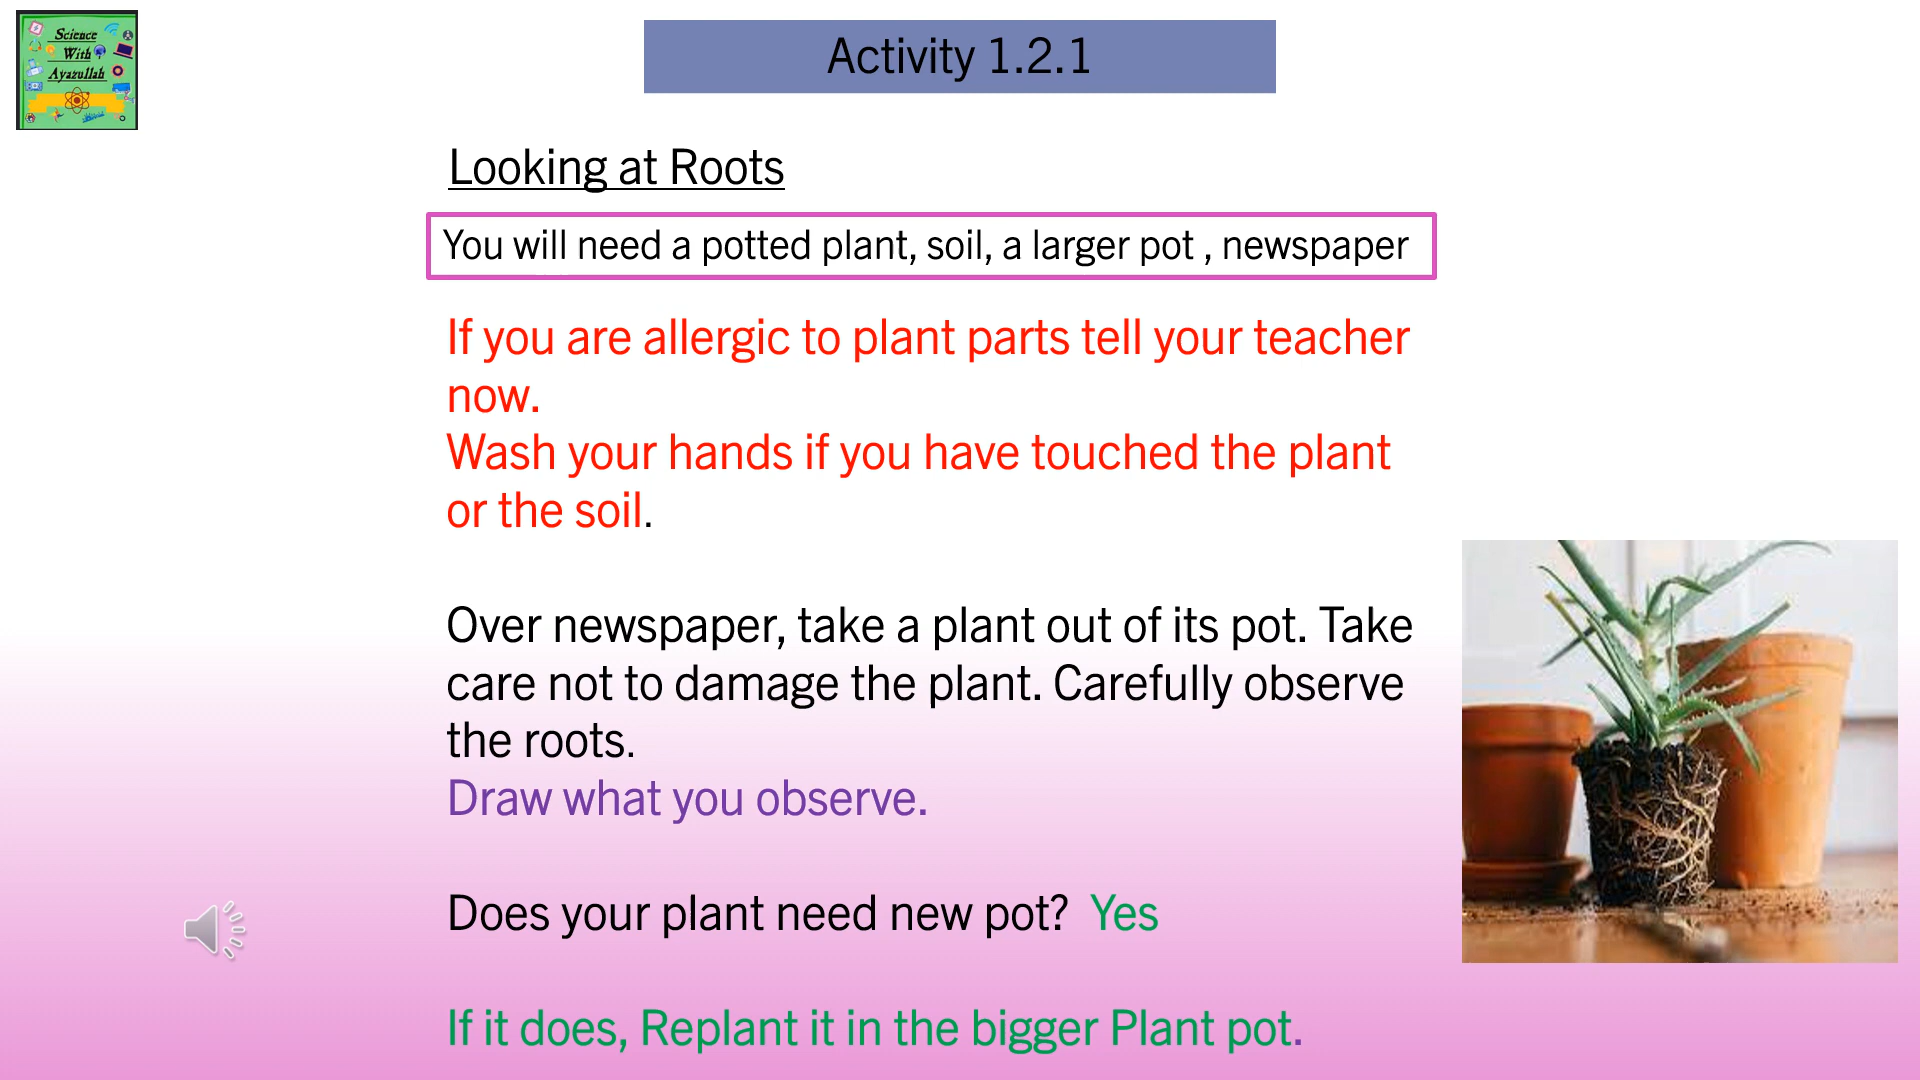 Science
With
Ayazullah
Activity 1.2.1
Looking at Roots
You will need a potted plant, soil, a larger pot , newspaper
If you are allergic to plant parts tell your teacher
now.
Wash your hands if you have touched the plant
or the soil.
Over newspaper, take a plant out of its pot. Take
care not to damage the plant. Carefully observe
the roots.
Draw what you observe.
Does your plant need new pot?  Yes
If it does, Replant it in the bigger Plant pot.